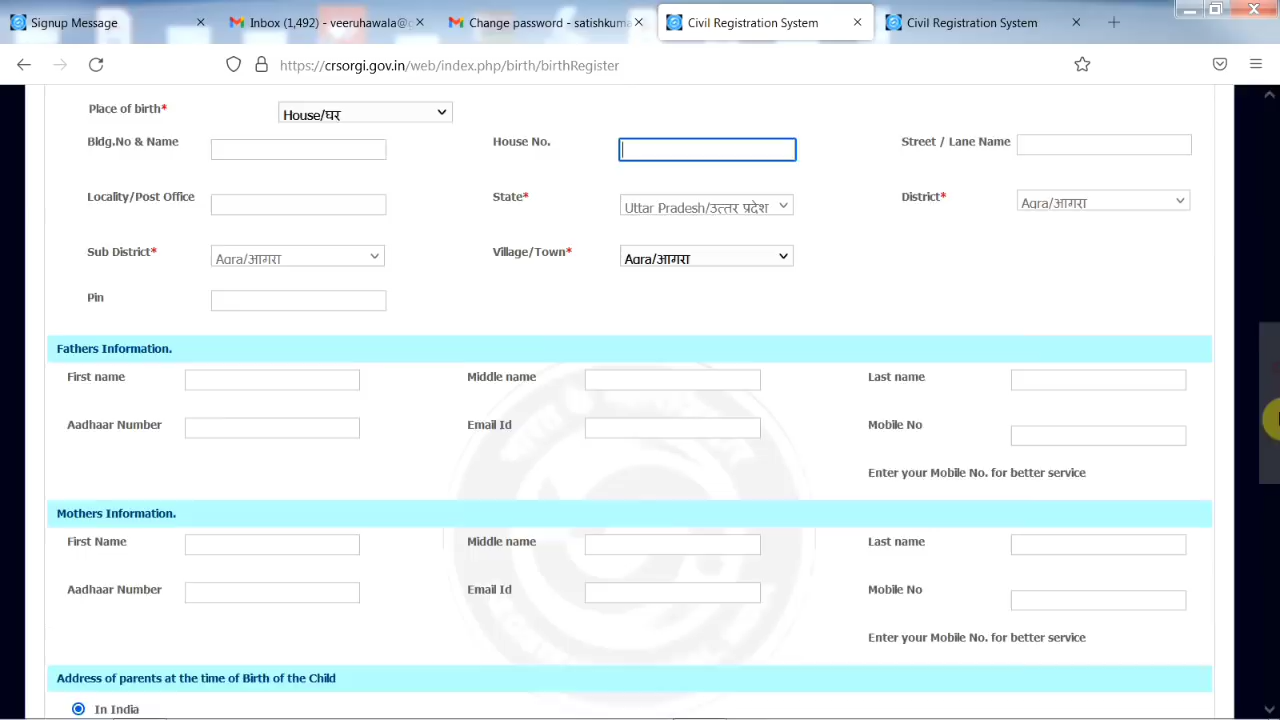 Signup Message
Inbox (1,492) - veeruhawala@
Change password - satishkuma
Civil Registration System
Civil Registration System
https://crsorgi.gov.in/web/index.php/birth/birthRegister
Place of birth* House/घर
Bldg.No & Name House No. Street / Lane Name
Locality/Post Office State* Uttar Pradesh/उत्तर प्रदेश District* Agra/आगरा
Sub District* Agra/आगरा Village/Town* Agra/आगरा
Pin
Fathers Information.
First name Middle name Last name
Aadhaar Number Email Id Mobile No
Enter your Mobile No. for better service
Mothers Information.
First Name Middle name Last name
Aadhaar Number Email Id Mobile No
Enter your Mobile No. for better service
Address of parents at the time of Birth of the Child
In India